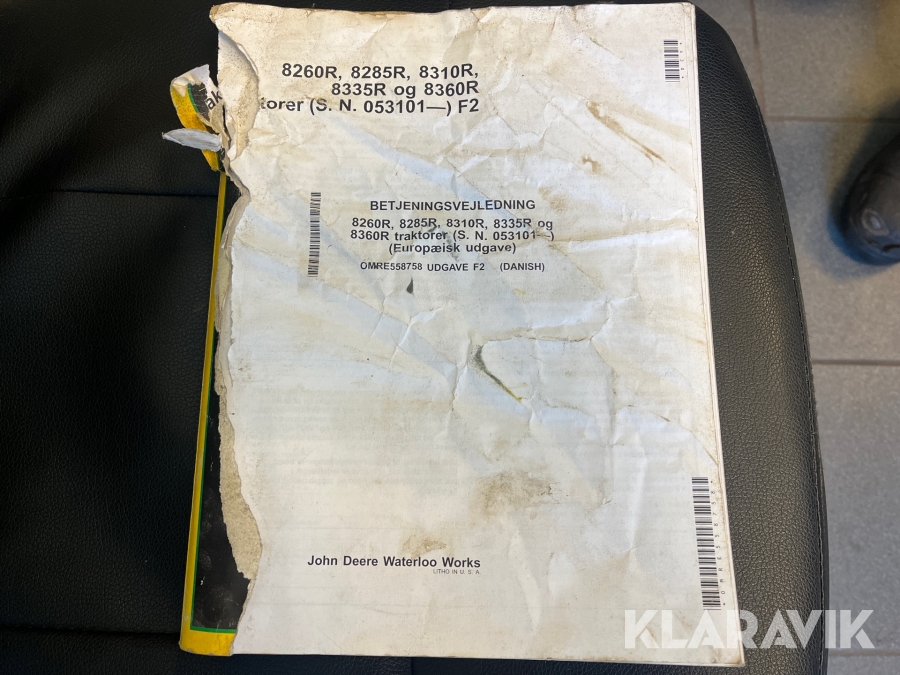 8260R, 8285R, 8310R,
8335R og 8360R
torer (S. N. 053101—) F2
BETJENINGSVEJLEDNING
8260R, 8285R, 8310R, 8335R og
8360R traktorer (S. N. 053101—)
(Europæisk udgave)
OMRE558758 UDGAVE F2 (DANISH)
John Deere Waterloo Works
LITHO IN U. S. A.
KLARAVIK